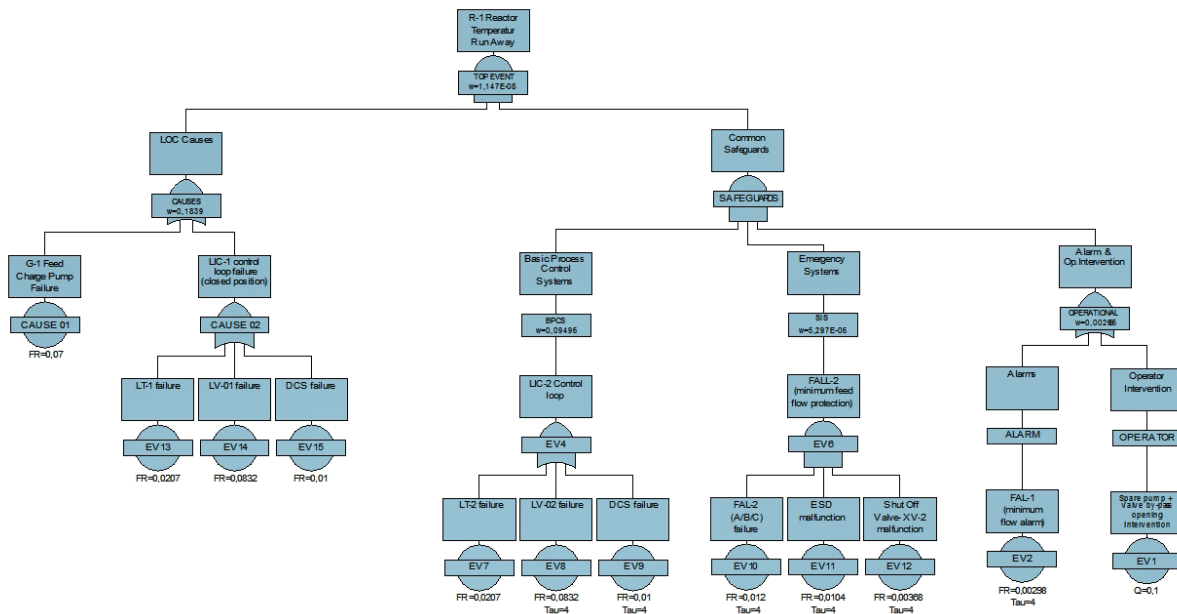 R-1 Reactor
Temperatur
Run Away
TOP EVENT
w=1,147E-08
LOC Causes
Common
Safeguards
CAUSES
w=0,1839
SAFEGUARDS
G-1 Feed
Charge Pump
Failure
LIC-1 control
loop failure
(closed position)
Basic Process
Control
Systems
Emergency
Systems
Alarm &
Op.Intervention
CAUSE 01
FR=0,07
CAUSE 02
BPCS
w=0,09496
SIS
w=5,297E-06
OPERATIONAL
LT-1 failure
LV-01 failure
DCS failure
LIC-2 Control
loop
FALL-2
(minimum feed
flow protection)
Alarms
Operator
Intervention
EV13
FR=0,0207
EV14
FR=0,0832
EV15
FR=0,01
EV4
EV6
ALARM
OPERATOR
LT-2 failure
LV-02 failure
DCS failure
FAL-2
(A/B/C)
failure
ESD
malfunction
Shut Off
Valve- XV-2
malfunction
FAL-1
(minimum
flow alarm)
Spare pump +
Valve by-pass
opening
Intervention
EV7
FR=0,0207
EV8
FR=0,0832
Tau=4
EV9
FR=0,01
Tau=4
EV10
FR=0,012
Tau=4
EV11
FR=0,0104
Tau=4
EV12
FR=0,00368
Tau=4
EV2
FR=0,00298
Tau=4
EV1
Q=0,1